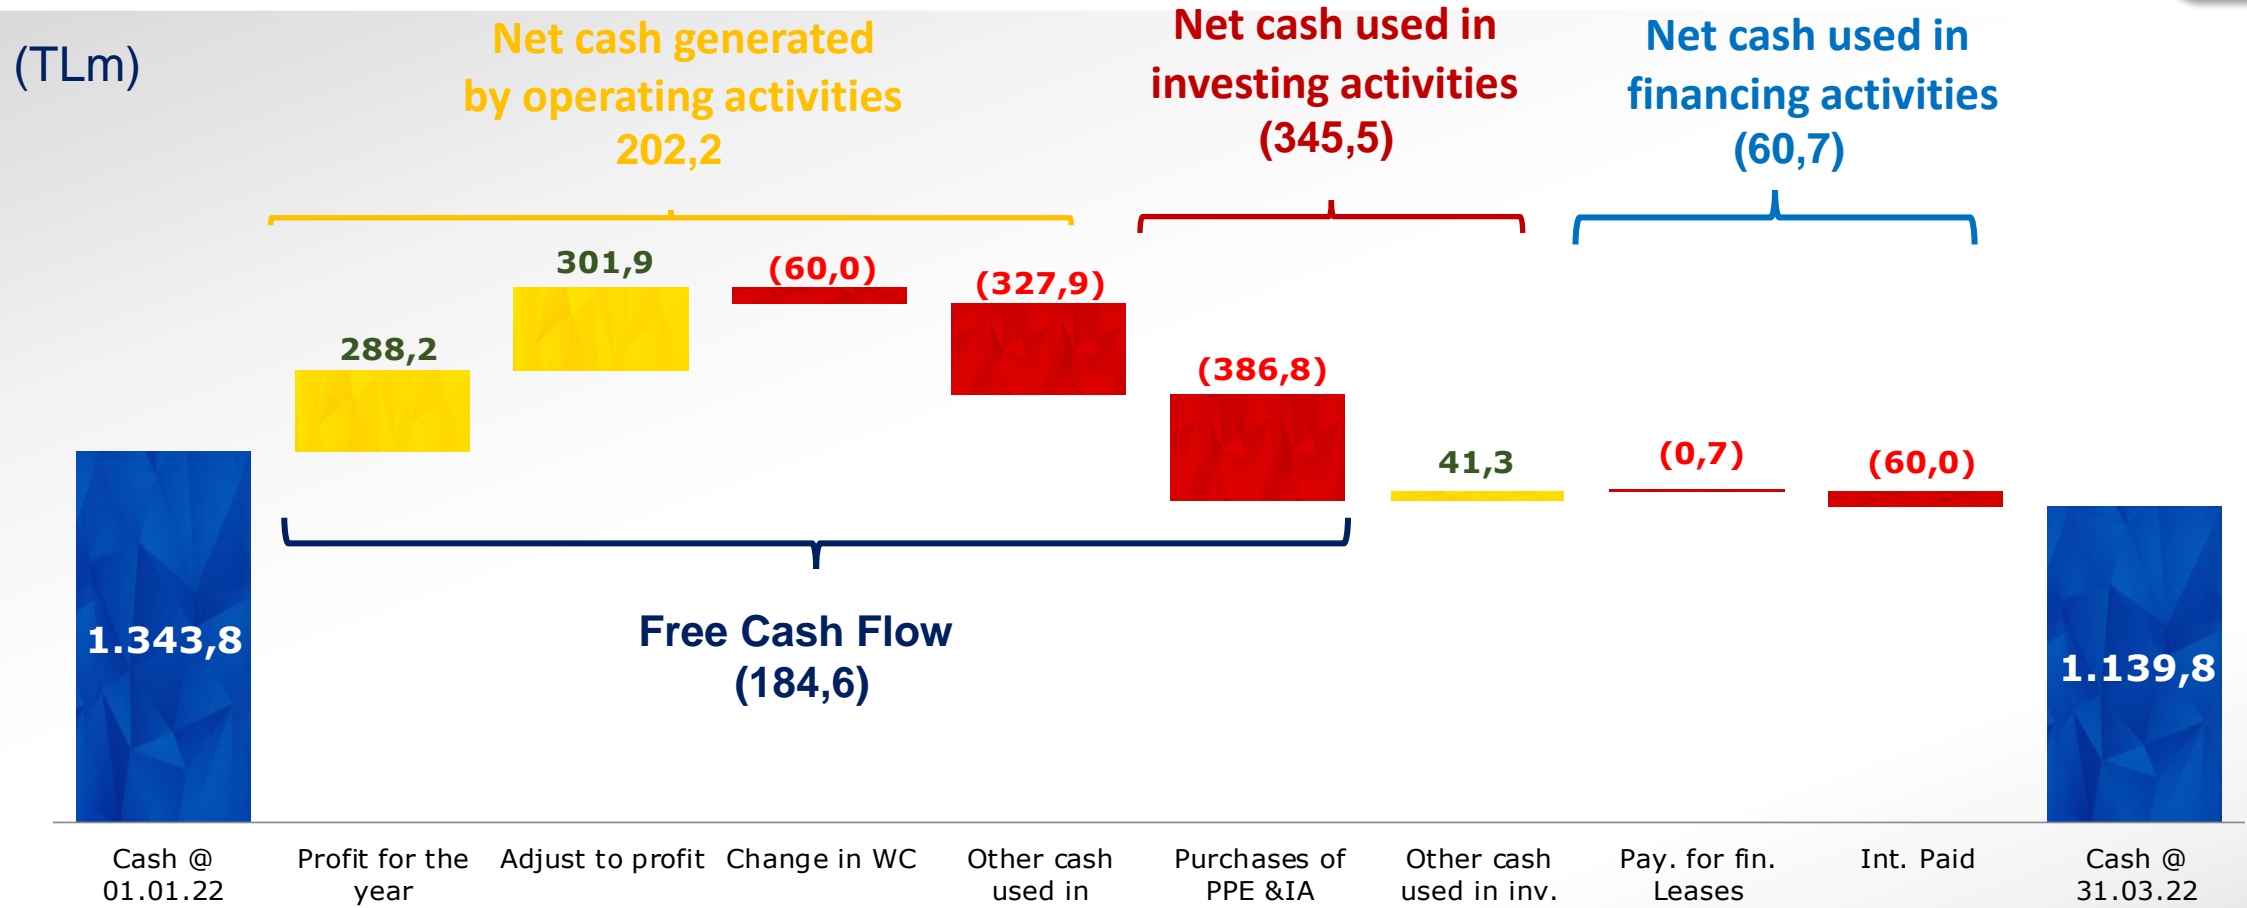 (TLm)
Net cash generated
by operating activities
202,2
Net cash used in
investing activities
(345,5)
Net cash used in
financing activities
(60,7)
288,2
301,9
(60,0)
(327,9)
(386,8)
41,3
(0,7)
(60,0)
1.343,8
1.139,8
Free Cash Flow
(184,6)
Cash @
01.01.22
Profit for the
year
Adjust to profit
Change in WC
Other cash
used in
Purchases of
PPE &IA
Other cash
used in inv.
Pay. for fin.
Leases
Int. Paid
Cash @
31.03.22